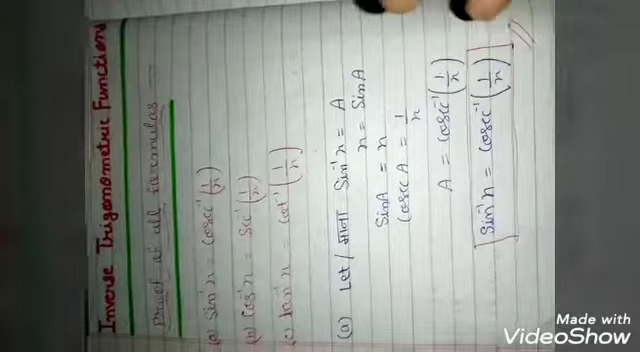 Inverse Trigonometric Functions
Proof of all formulas
(a) Sin⁻¹x = cosec⁻¹(1/x)
(b) Cos⁻¹x = Sec⁻¹(1/x)
(c) tan⁻¹x = cot⁻¹(1/x)
(a) Let / माना Sin⁻¹x = A
x = SinA
SinA = x
CosecA = 1/x
A = Cosec⁻¹(1/x)
Sin⁻¹x = Cosec⁻¹(1/x)
Made with
VideoShow